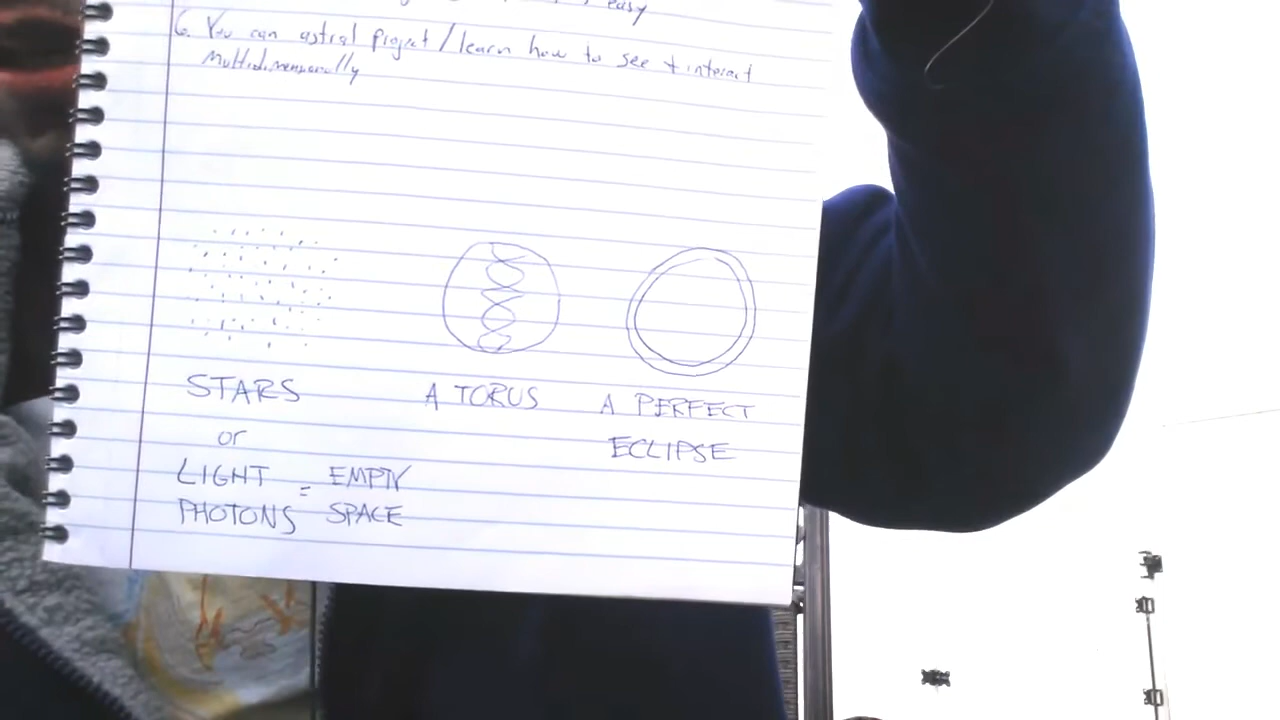 easy
6. You can astral project/learn how to see + interact
Multidimensionally
STARS
A TORUS
A PERFECT
ECLIPSE
or
LIGHT = EMPTY
PHOTONS SPACE